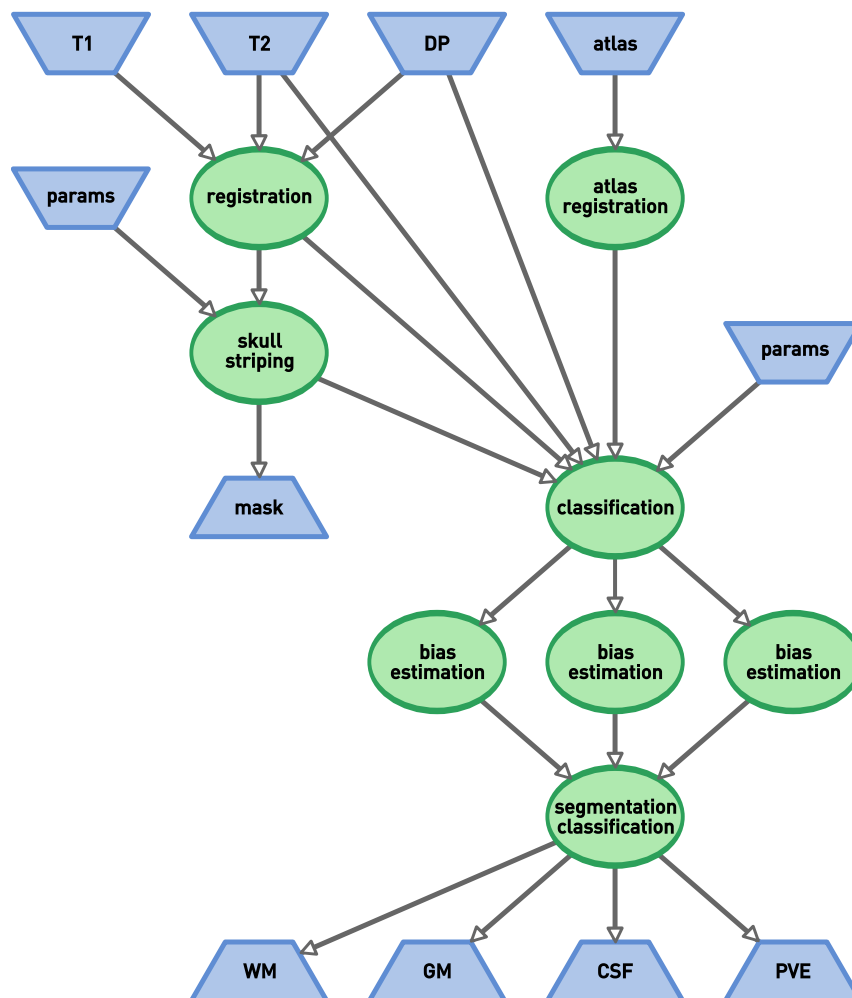 T1
T2
DP
atlas
params
registration
atlas
registration
skull
striping
params
mask
classification
bias
estimation
bias
estimation
bias
estimation
segmentation
classification
WM
GM
CSF
PVE